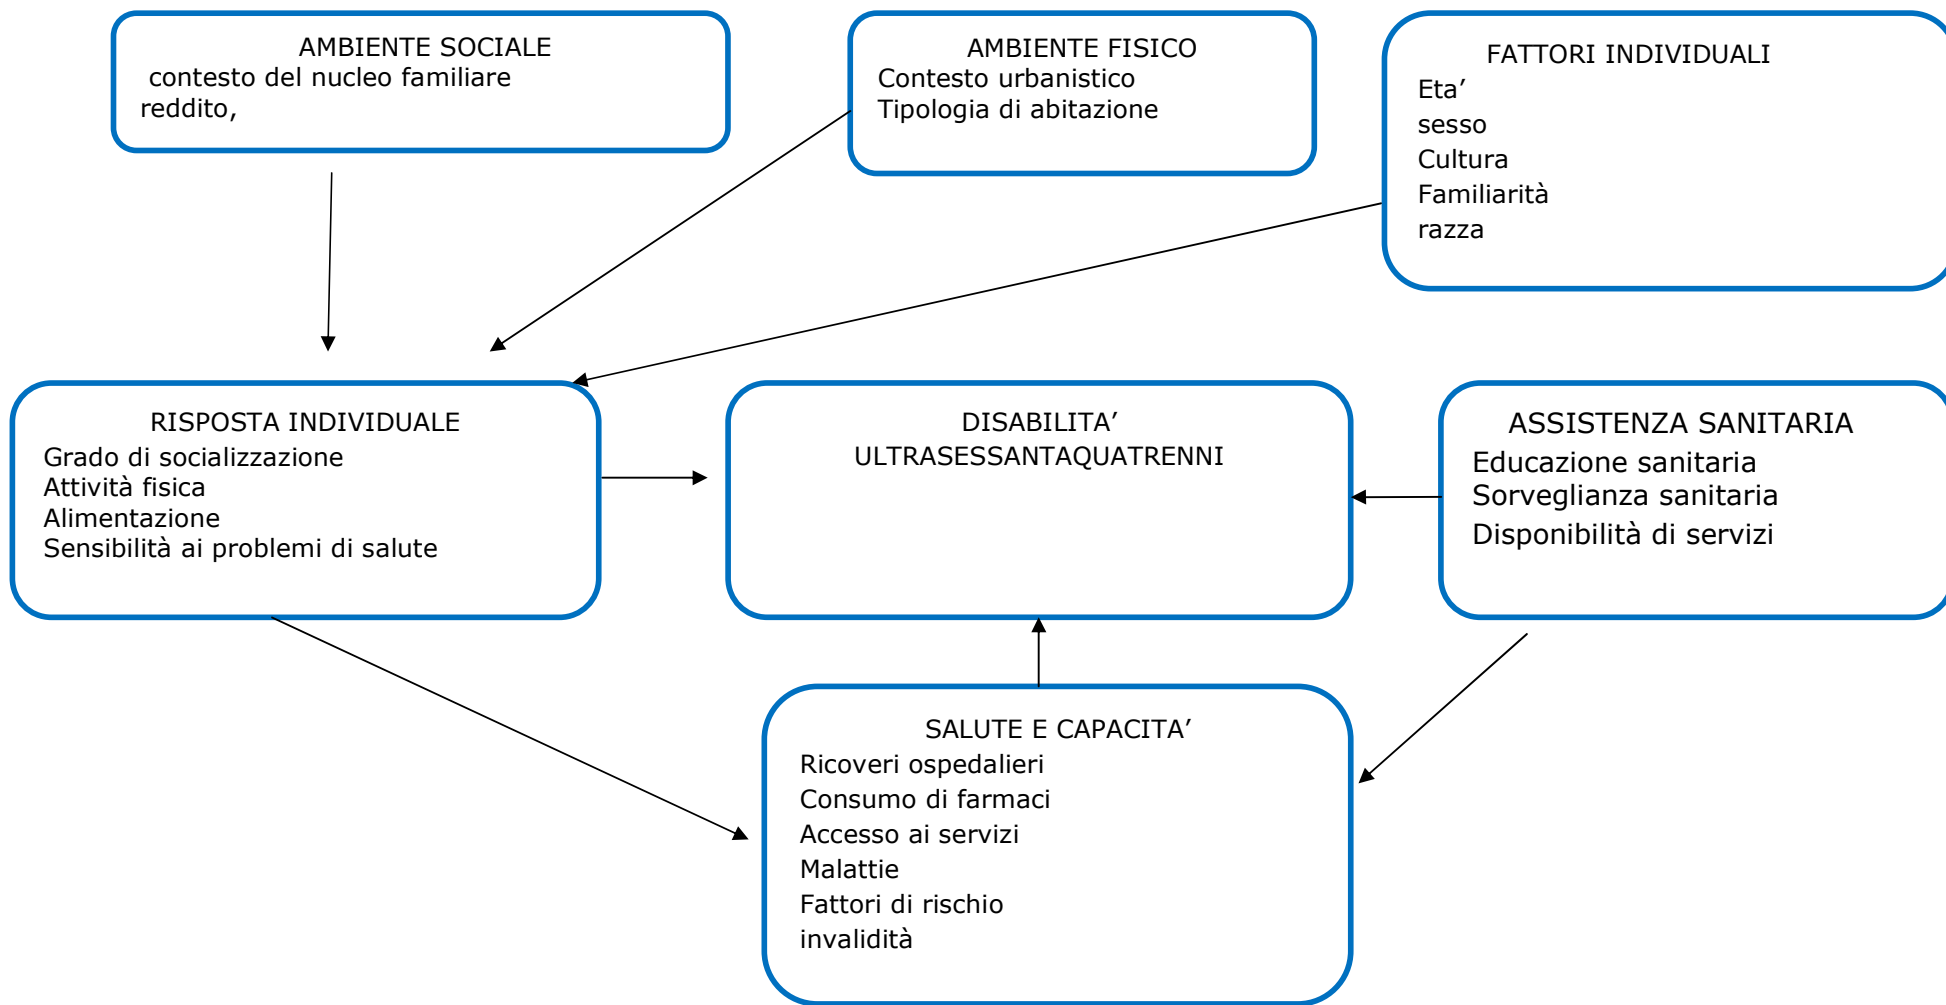 AMBIENTE SOCIALE
contesto del nucleo familiare
reddito,
AMBIENTE FISICO
Contesto urbanistico
Tipologia di abitazione
FATTORI INDIVIDUALI
Eta’
sesso
Cultura
Familiarità
razza
RISPOSTA INDIVIDUALE
Grado di socializzazione
Attività fisica
Alimentazione
Sensibilità ai problemi di salute
DISABILITA’
ULTRASESSANTAQUATRENNI
ASSISTENZA SANITARIA
Educazione sanitaria
Sorveglianza sanitaria
Disponibilità di servizi
SALUTE E CAPACITA’
Ricoveri ospedalieri
Consumo di farmaci
Accesso ai servizi
Malattie
Fattori di rischio
invalidità